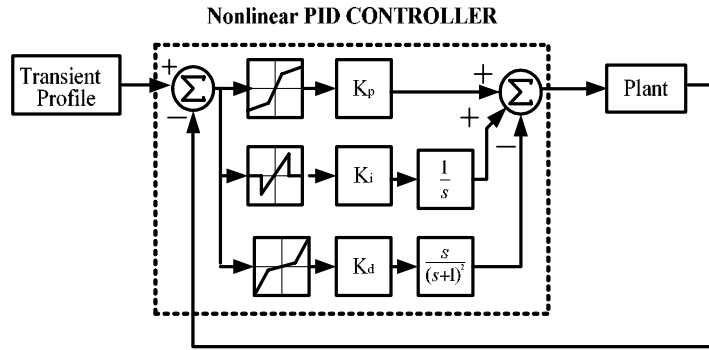 Nonlinear PID CONTROLLER
Transient
Profile
+
−
Σ
Kp
+
Σ
+
−
Plant
Ki
1
s
Kd
s
(s+1)²